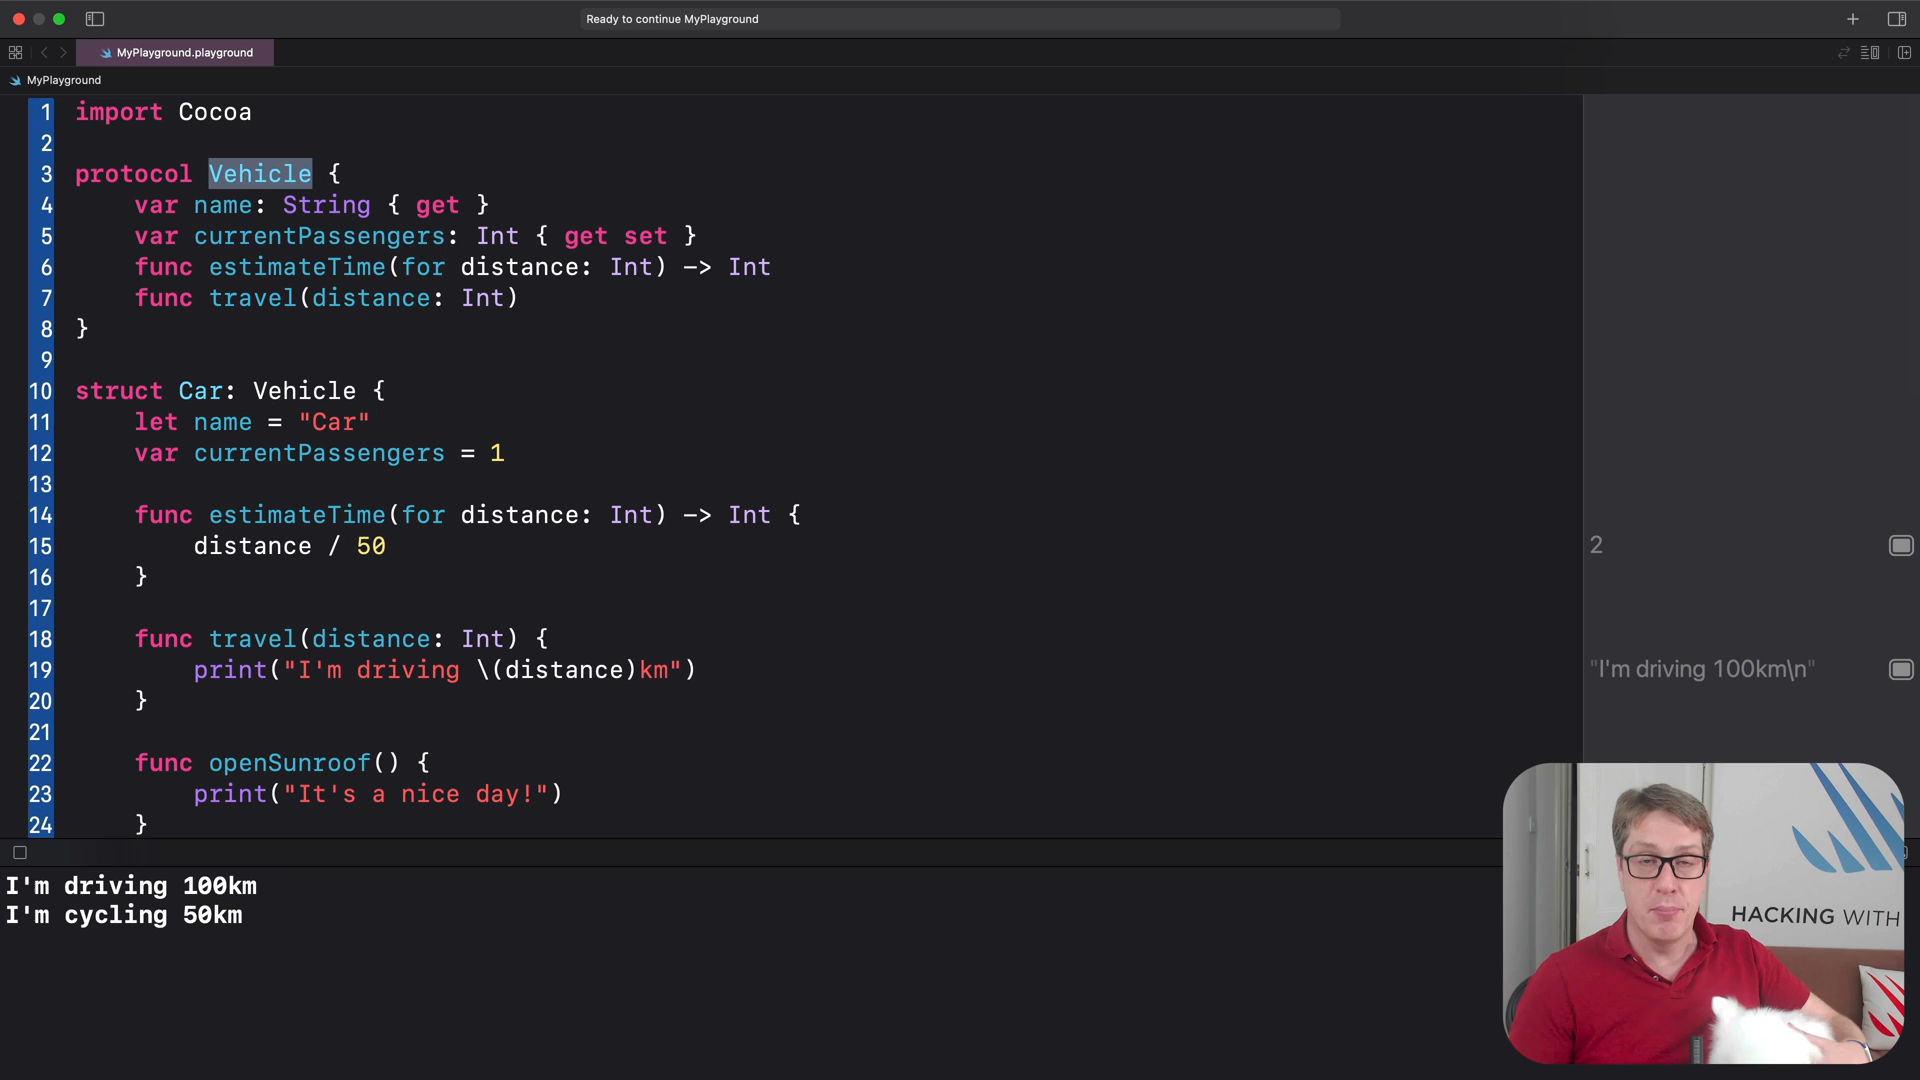 Ready to continue MyPlayground
MyPlayground.playground
MyPlayground
1 import Cocoa
2
3 protocol Vehicle {
4     var name: String { get }
5     var currentPassengers: Int { get set }
6     func estimateTime(for distance: Int) -> Int
7     func travel(distance: Int)
8 }
9
10 struct Car: Vehicle {
11     let name = "Car"
12     var currentPassengers = 1
13
14     func estimateTime(for distance: Int) -> Int {
15         distance / 50
2
16     }
17
18     func travel(distance: Int) {
19         print("I'm driving \(distance)km")
"I'm driving 100km\n"
20     }
21
22     func openSunroof() {
23         print("It's a nice day!")
24     }
I'm driving 100km
I'm cycling 50km
HACKING WITH